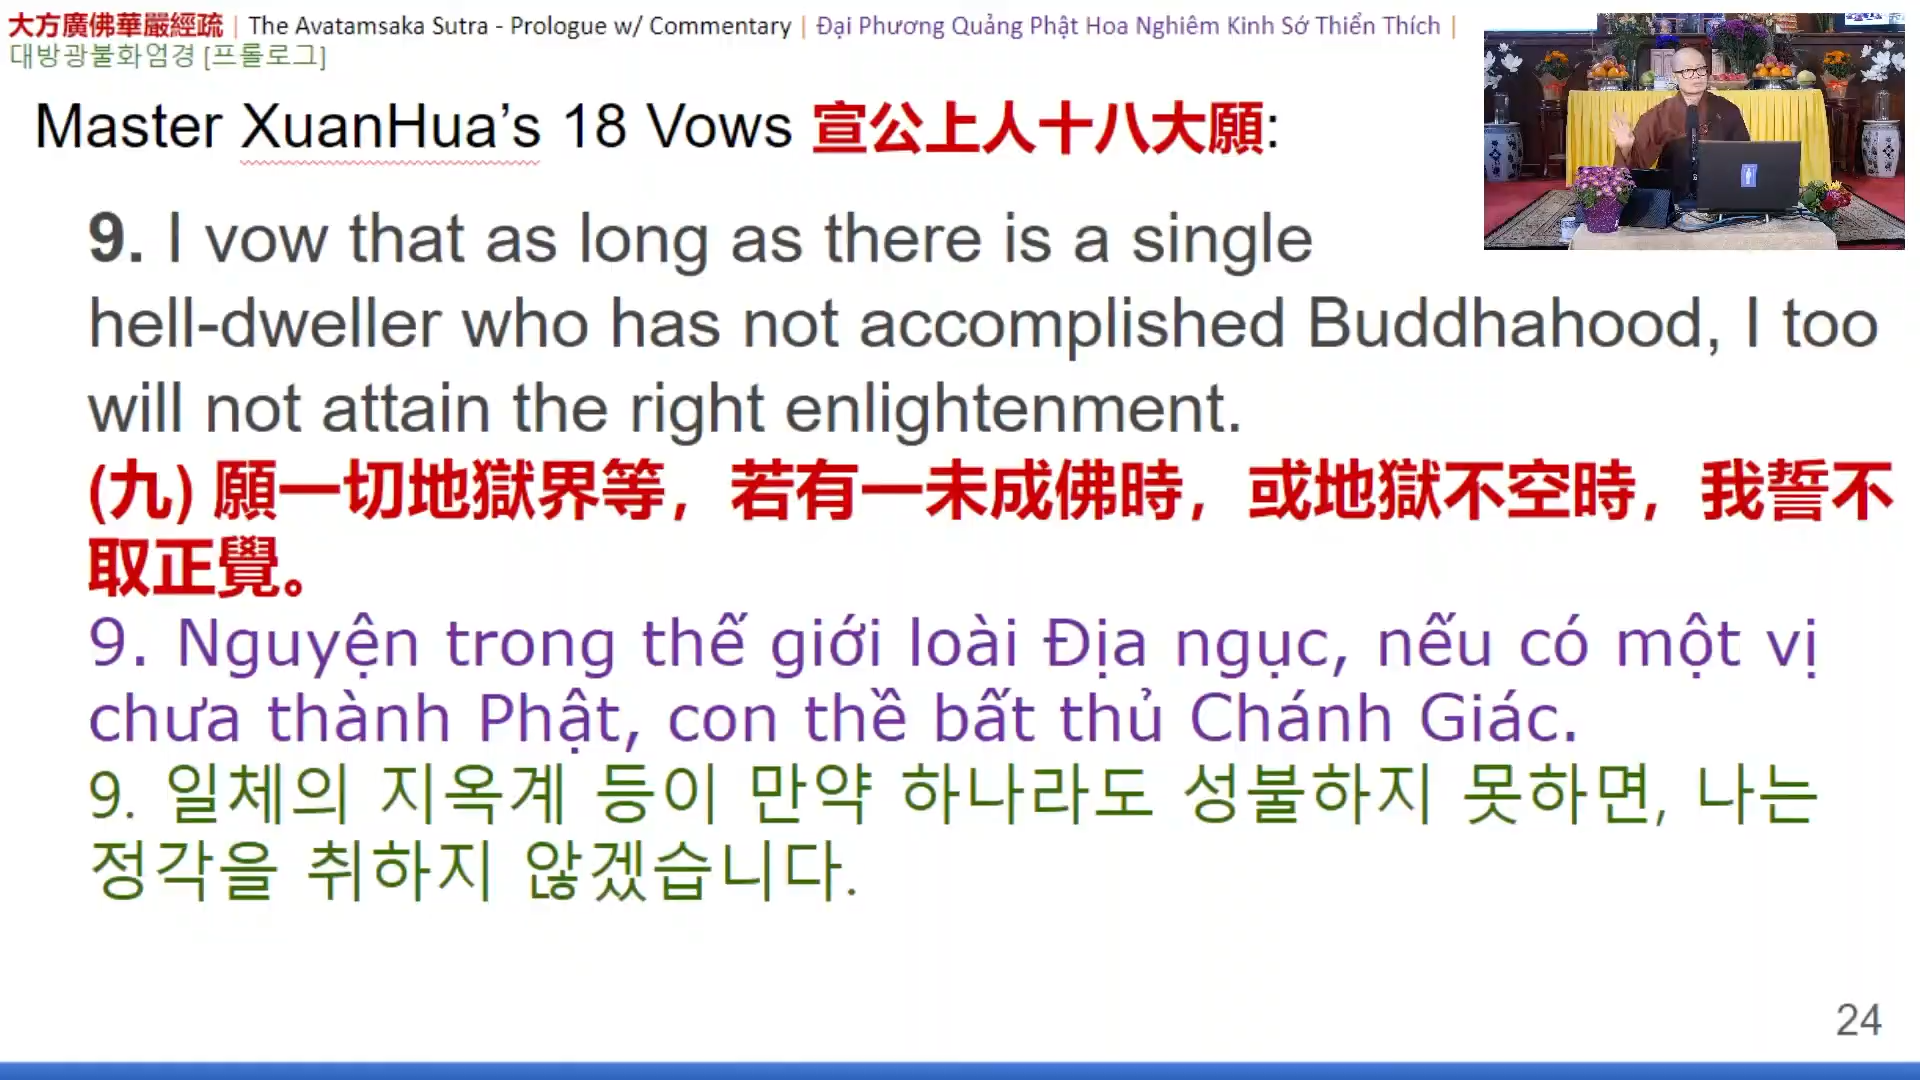 大方廣佛華嚴經疏 | The Avatamsaka Sutra - Prologue w/ Commentary | Đại Phương Quảng Phật Hoa Nghiêm Kinh Sớ Thiển Thích |
대방광불화엄경 [프롤로그]
Master XuanHua’s 18 Vows 宣公上人十八大願:
9. I vow that as long as there is a single
hell-dweller who has not accomplished Buddhahood, I too
will not attain the right enlightenment.
(九) 願一切地獄界等，若有一未成佛時，或地獄不空時，我誓不
取正覺。
9. Nguyện trong thế giới loài Địa ngục, nếu có một vị
chưa thành Phật, con thề bất thủ Chánh Giác.
9. 일체의 지옥계 등이 만약 하나라도 성불하지 못하면, 나는
정각을 취하지 않겠습니다.
24